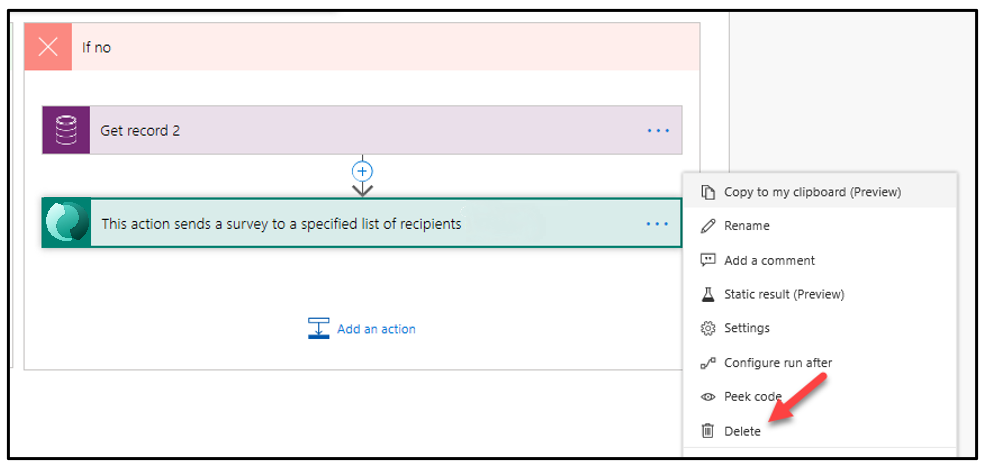 If no
Get record 2
This action sends a survey to a specified list of recipients
Add an action
Copy to my clipboard (Preview)
Rename
Add a comment
Static result (Preview)
Settings
Configure run after
Peek code
Delete